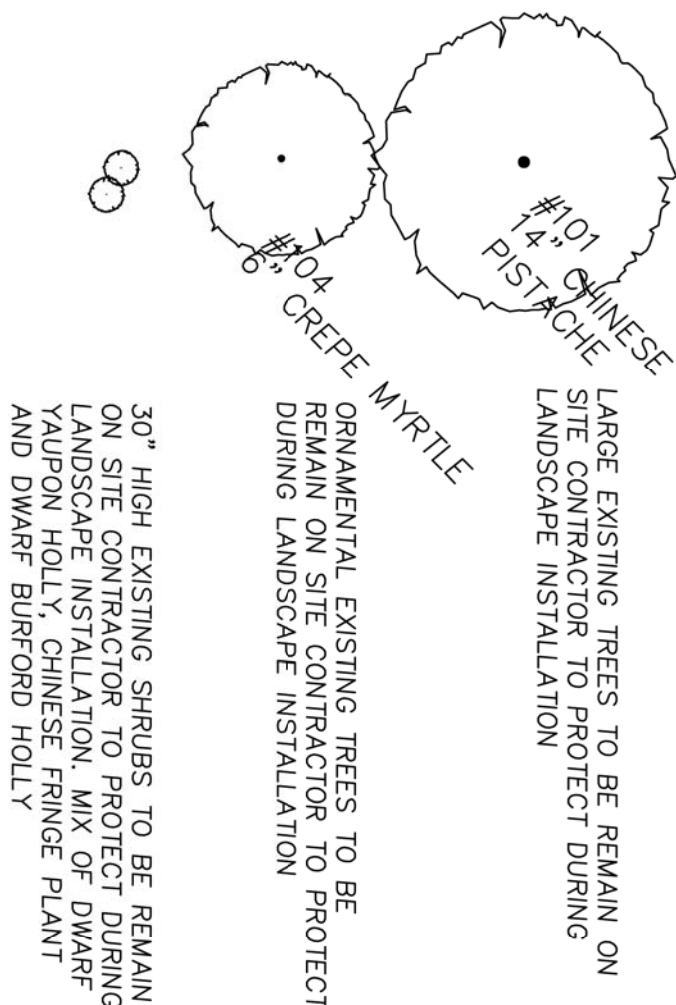 #101
14" CHINESE
PISTACHE
LARGE EXISTING TREES TO BE REMAIN ON
SITE CONTRACTOR TO PROTECT DURING
LANDSCAPE INSTALLATION
#104
6" CREPE MYRTLE
ORNAMENTAL EXISTING TREES TO BE
REMAIN ON SITE CONTRACTOR TO PROTECT
DURING LANDSCAPE INSTALLATION
30" HIGH EXISTING SHRUBS TO BE REMAIN
ON SITE CONTRACTOR TO PROTECT DURING
LANDSCAPE INSTALLATION. MIX OF DWARF
YAUPON HOLLY, CHINESE FRINGE PLANT
AND DWARF BURFORD HOLLY